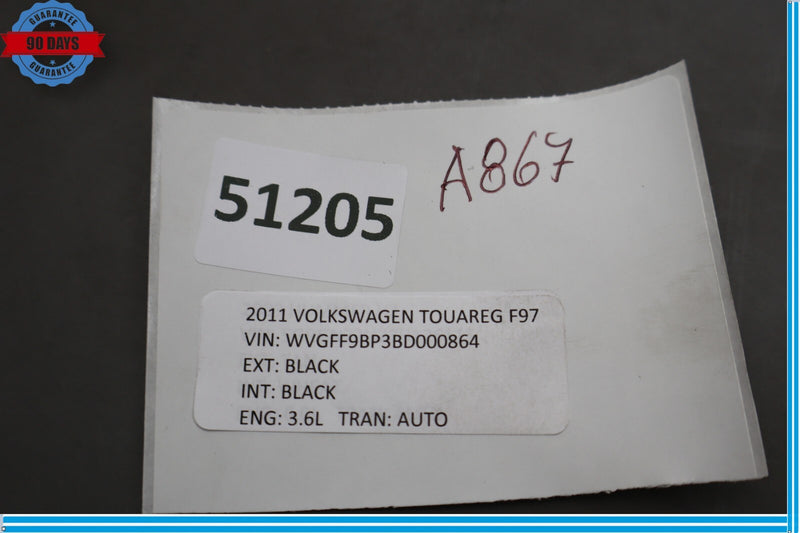 GUARANTEE
90 DAYS
GUARANTEE
A867
51205
2011 VOLKSWAGEN TOUAREG F97
VIN: WVGFF9BP3BD000864
EXT: BLACK
INT: BLACK
ENG: 3.6L TRAN: AUTO